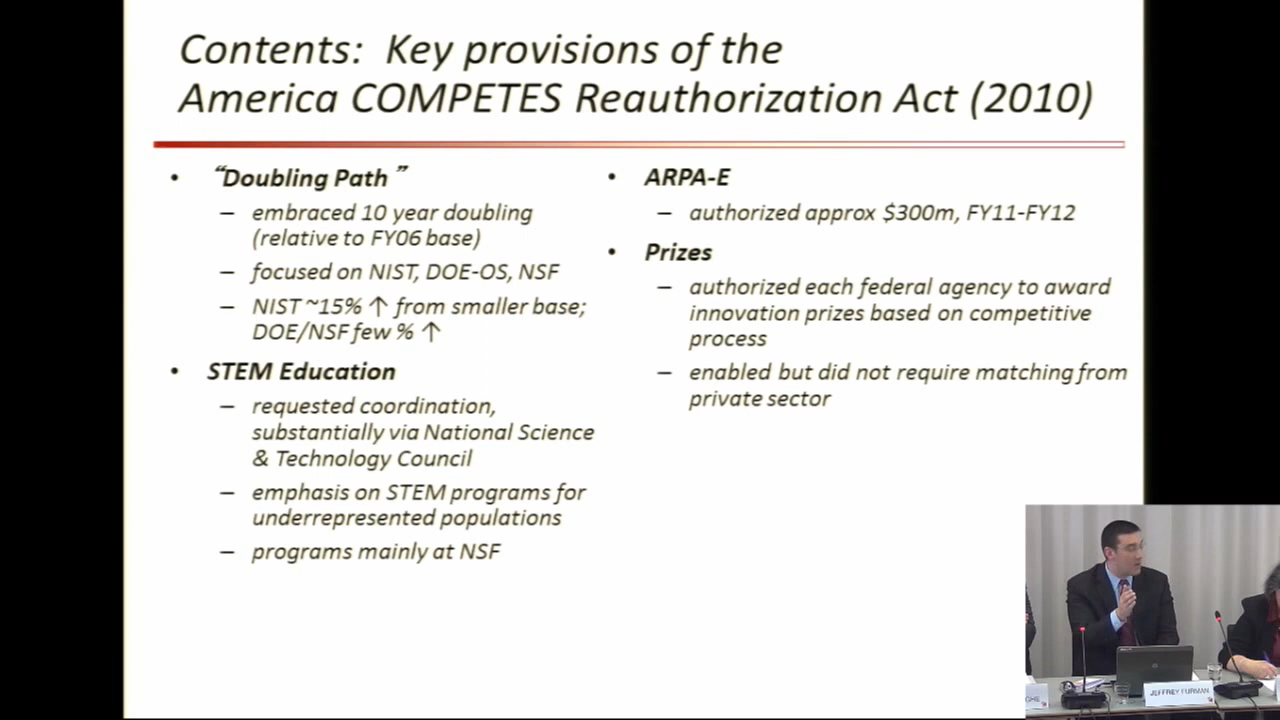 Contents: Key provisions of the
America COMPETES Reauthorization Act (2010)
• “Doubling Path”
– embraced 10 year doubling
(relative to FY06 base)
– focused on NIST, DOE-OS, NSF
– NIST ~15% ↑ from smaller base;
DOE/NSF few % ↑
• STEM Education
– requested coordination,
substantially via National Science
& Technology Council
– emphasis on STEM programs for
underrepresented populations
– programs mainly at NSF
• ARPA-E
– authorized approx $300m, FY11-FY12
• Prizes
– authorized each federal agency to award
innovation prizes based on competitive
process
– enabled but did not require matching from
private sector
JEFFREY FURMAN